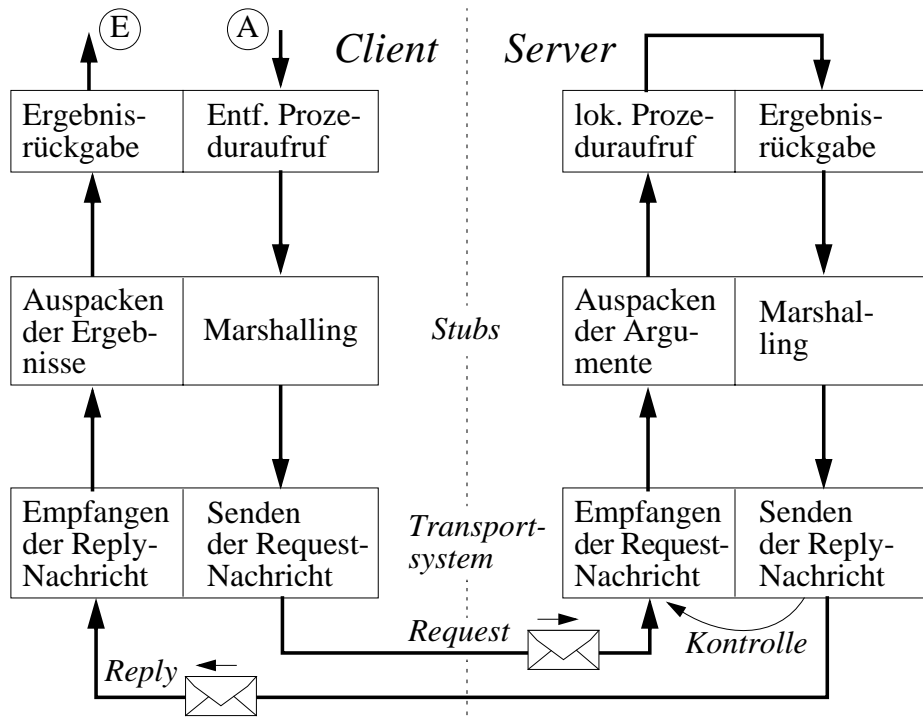 E
A
Client
Server
Ergebnis-
rückgabe
Entf. Proze-
duraufruf
lok. Proze-
duraufruf
Ergebnis-
rückgabe
Auspacken
der Ergeb-
nisse
Marshalling
Stubs
Auspacken
der Argu-
mente
Marshal-
ling
Empfangen
der Reply-
Nachricht
Senden
der Request-
Nachricht
Transport-
system
Empfangen
der Request-
Nachricht
Senden
der Reply-
Nachricht
Request
Kontrolle
Reply